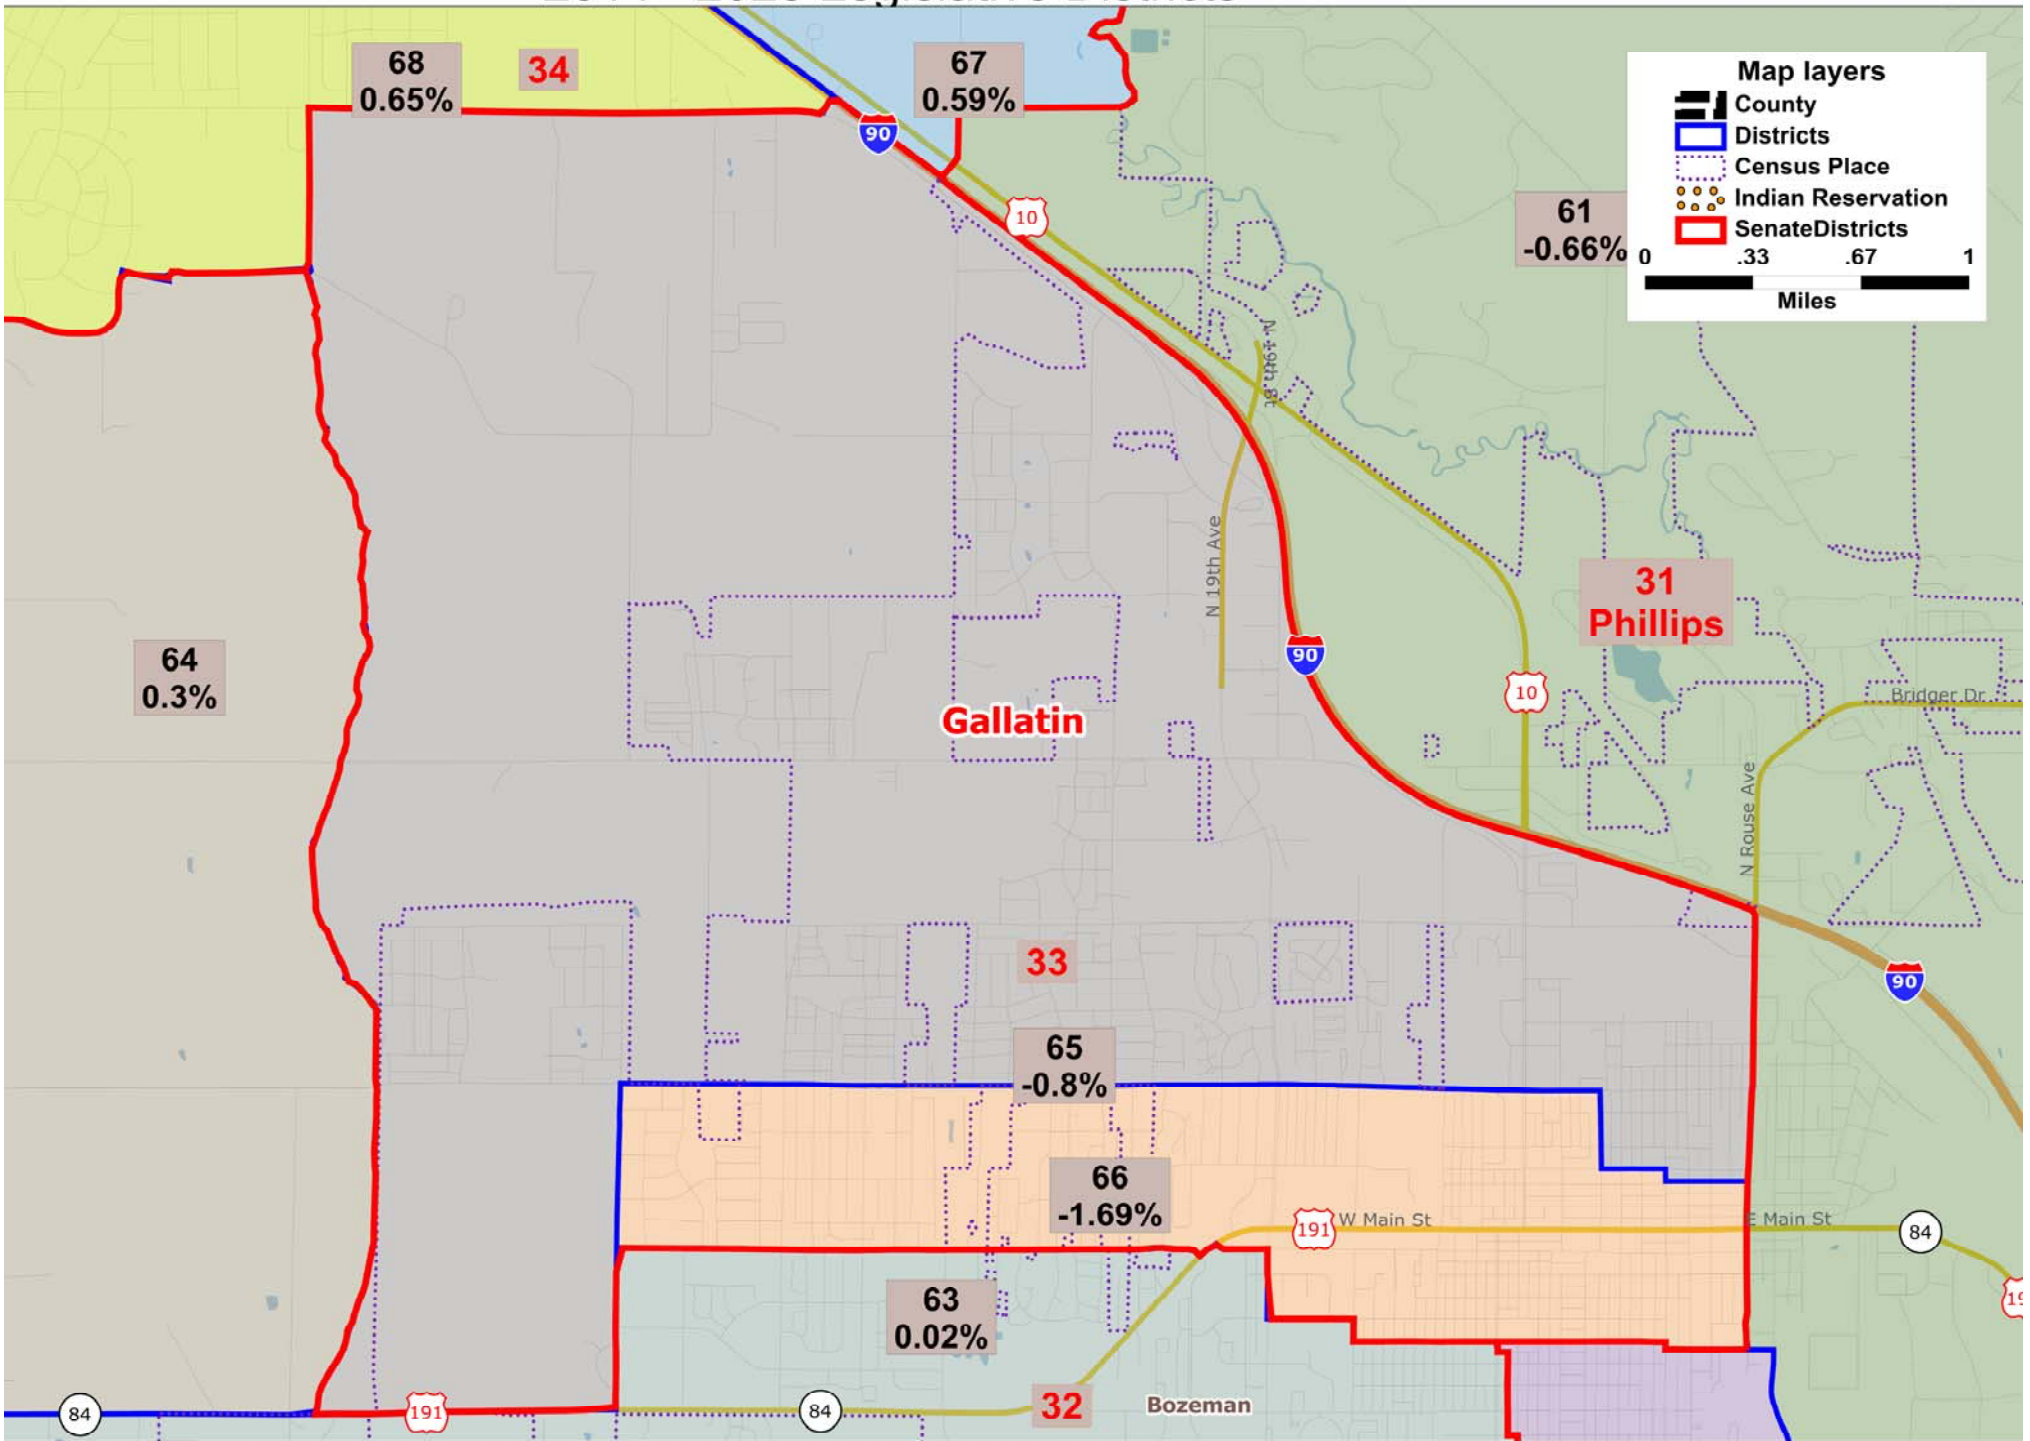 68
0.65%
34
67
0.59%
90
10
61
-0.66%
Map layers
County
Districts
Census Place
Indian Reservation
SenateDistricts
0 .33 .67 1
Miles
N 19th St
N 19th Ave
31
Phillips
64
0.3%
90
10
Bridger Dr
Gallatin
N Rouse Ave
33
90
65
-0.8%
66
-1.69%
191
W Main St
E Main St
84
63
0.02%
32
Bozeman
84
191
84